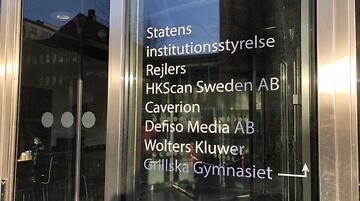 Statens
institutionsstyrelse
Rejlers
HKScan Sweden AB
Caverion
Defiso Media AB
Wolters Kluwer
Grillska Gymnasiet